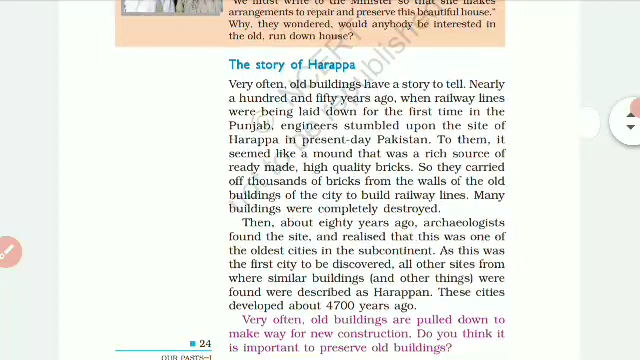 "We must write to the Minister so that she makes
arrangements to repair and preserve this beautiful house."
Why, they wondered, would anybody be interested in
the old, run down house?
The story of Harappa
Very often, old buildings have a story to tell. Nearly
a hundred and fifty years ago, when railway lines
were being laid down for the first time in the
Punjab, engineers stumbled upon the site of
Harappa in present-day Pakistan. To them, it
seemed like a mound that was a rich source of
ready made, high quality bricks. So they carried
off thousands of bricks from the walls of the old
buildings of the city to build railway lines. Many
buildings were completely destroyed.
Then, about eighty years ago, archaeologists
found the site, and realised that this was one of
the oldest cities in the subcontinent. As this was
the first city to be discovered, all other sites from
where similar buildings (and other things) were
found were described as Harappan. These cities
developed about 4700 years ago.
Very often, old buildings are pulled down to
make way for new construction. Do you think it
is important to preserve old buildings?
24
OUR PASTS–I